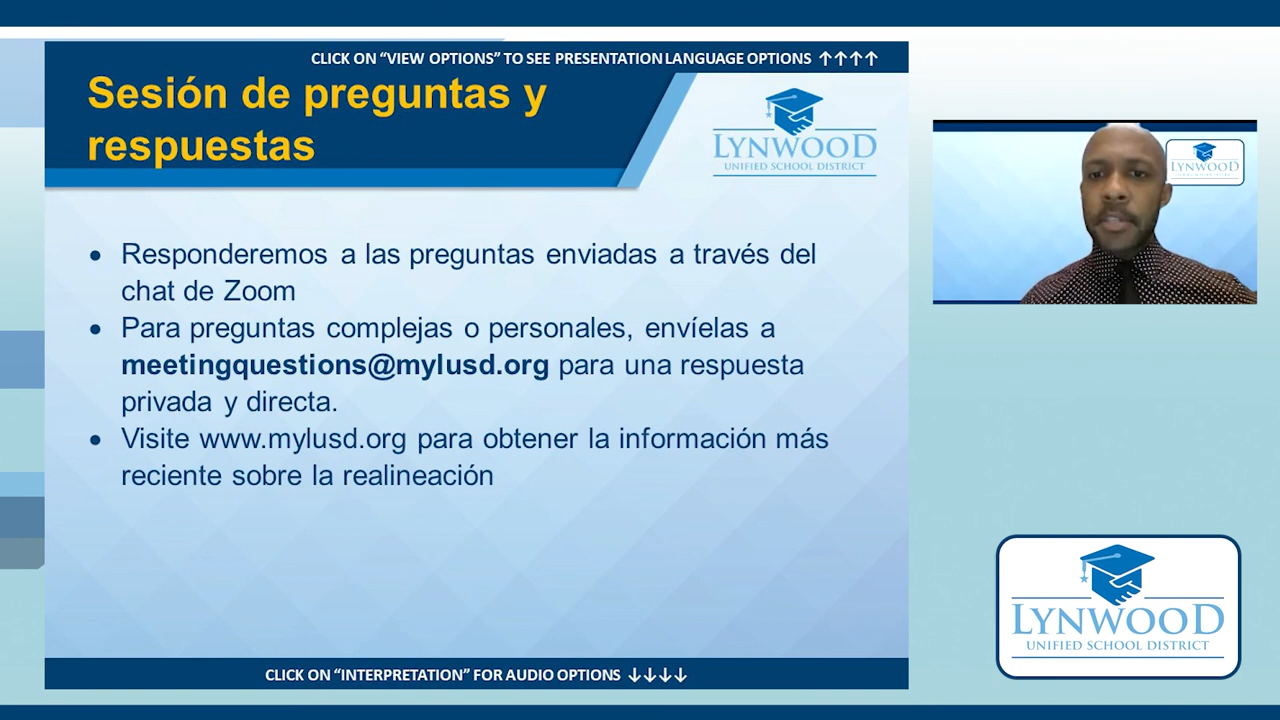 CLICK ON “VIEW OPTIONS” TO SEE PRESENTATION LANGUAGE OPTIONS ↑↑↑↑
Sesión de preguntas y
respuestas
LYNWOOD
UNIFIED SCHOOL DISTRICT
• Responderemos a las preguntas enviadas a través del
chat de Zoom
• Para preguntas complejas o personales, envíelas a
meetingquestions@mylusd.org para una respuesta
privada y directa.
• Visite www.mylusd.org para obtener la información más
reciente sobre la realineación
CLICK ON “INTERPRETATION” FOR AUDIO OPTIONS ↓↓↓↓
LYNWOOD
LYNWOOD
UNIFIED SCHOOL DISTRICT